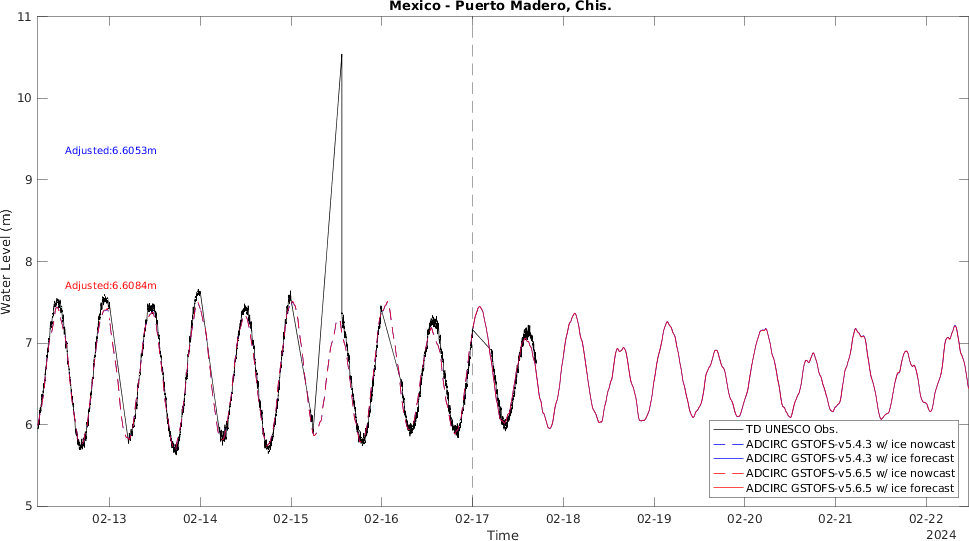 Mexico - Puerto Madero, Chis.
11
10
9
8
7
6
5
Water Level (m)
Adjusted:6.6053m
Adjusted:6.6084m
TD UNESCO Obs.
ADCIRC GSTOFS-v5.4.3 w/ ice nowcast
ADCIRC GSTOFS-v5.4.3 w/ ice forecast
ADCIRC GSTOFS-v5.6.5 w/ ice nowcast
ADCIRC GSTOFS-v5.6.5 w/ ice forecast
02-13 02-14 02-15 02-16 02-17 02-18 02-19 02-20 02-21 02-22
2024
Time